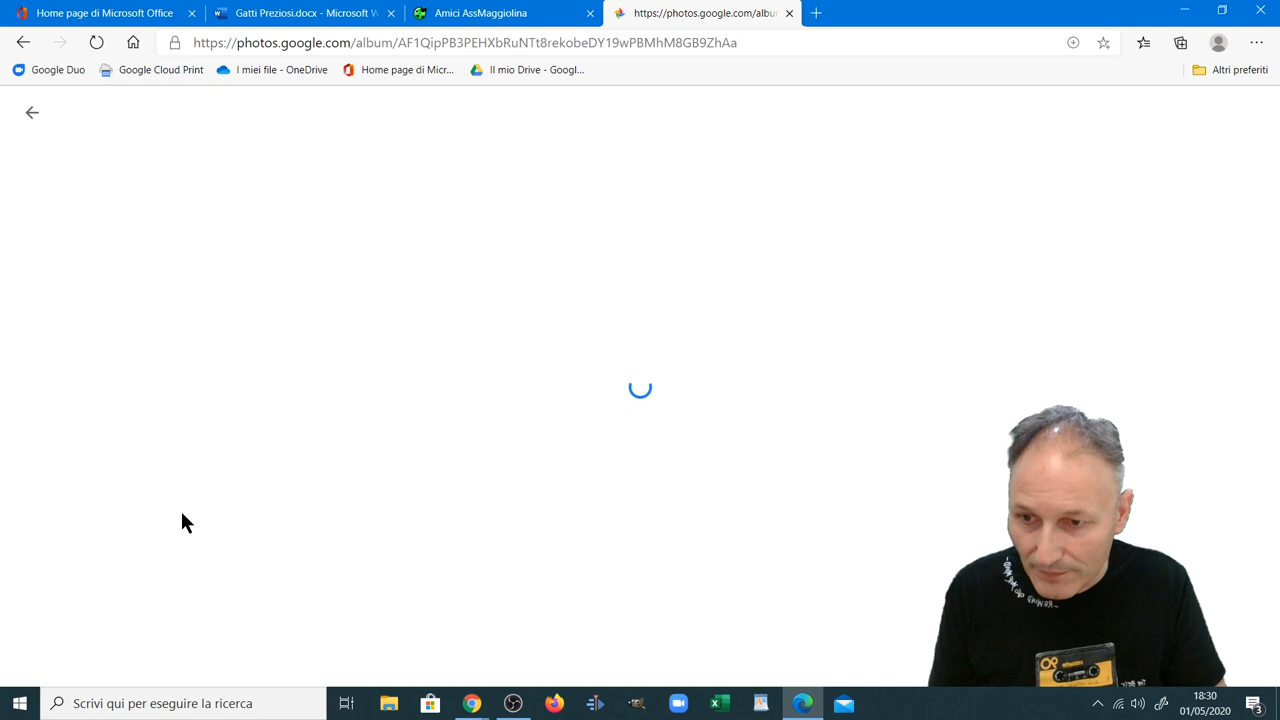 Home page di Microsoft Office
Gatti Preziosi.docx - Microsoft W
Amici AssMaggiolina
https://photos.google.com/albu
https://photos.google.com/album/AF1QipPB3PEHXbRuNTt8rekobeDY19wPBMhM8GB9ZhAa
Google Duo
Google Cloud Print
I miei file - OneDrive
Home page di Micr...
Il mio Drive - Googl...
Altri preferiti
90
Scrivi qui per eseguire la ricerca
18:30
01/05/2020
3